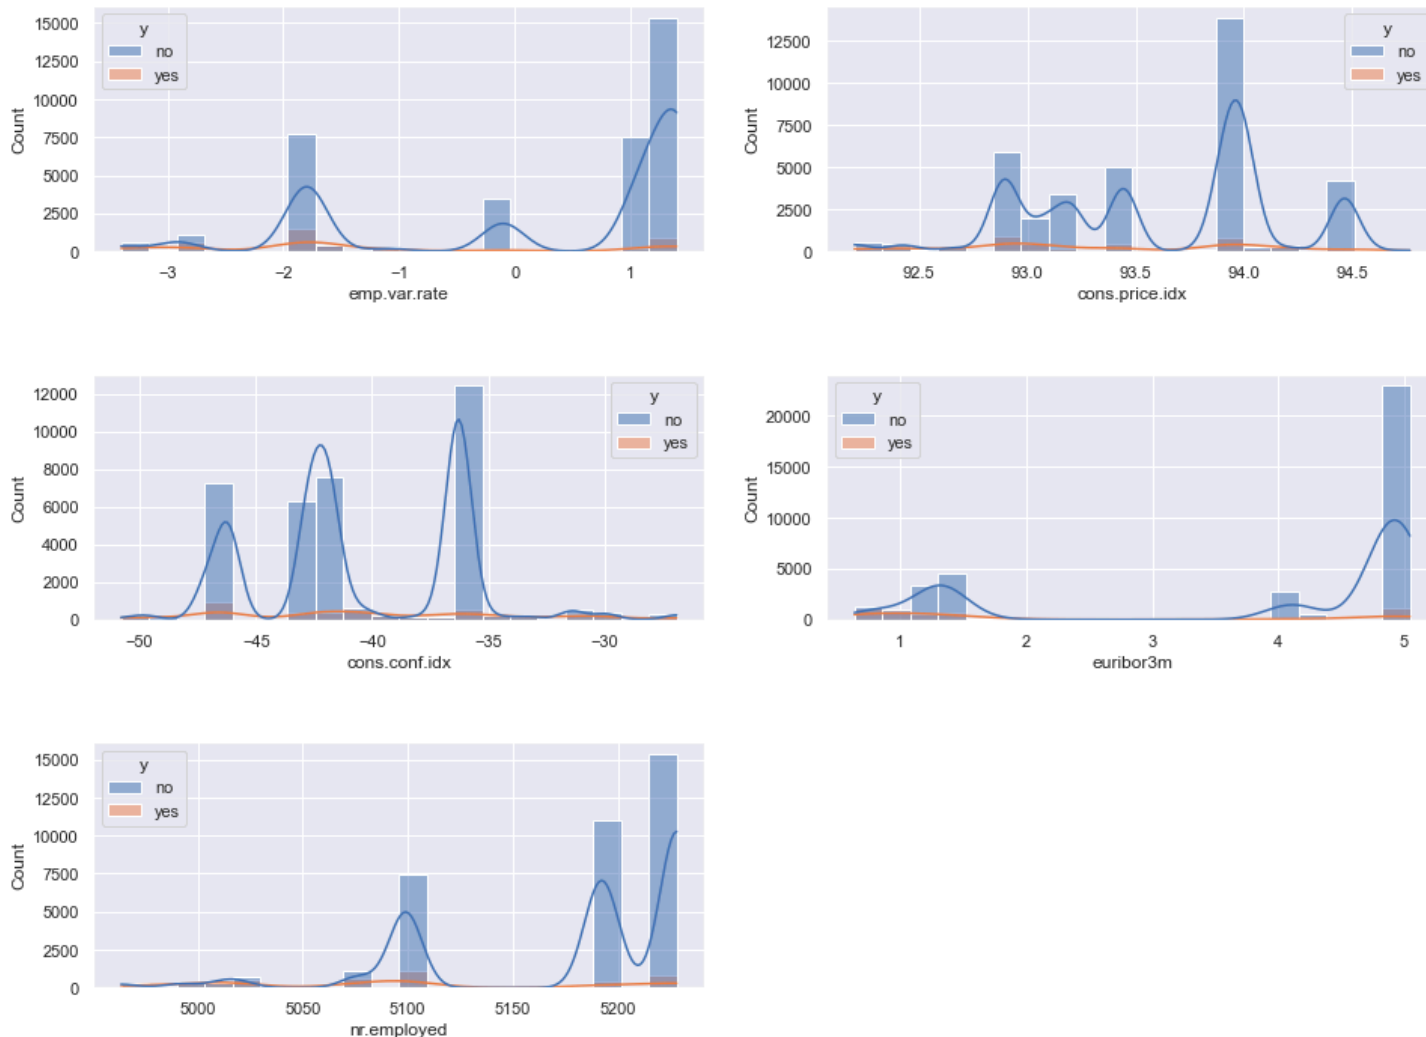 y
no
yes
Count
15000
12500
10000
7500
5000
2500
0
−3 −2 −1 0 1
emp.var.rate
y
no
yes
Count
12500
10000
7500
5000
2500
0
92.5 93.0 93.5 94.0 94.5
cons.price.idx
y
no
yes
Count
12000
10000
8000
6000
4000
2000
0
−50 −45 −40 −35 −30
cons.conf.idx
y
no
yes
Count
20000
15000
10000
5000
0
1 2 3 4 5
euribor3m
y
no
yes
Count
15000
12500
10000
7500
5000
2500
0
5000 5050 5100 5150 5200
nr.employed